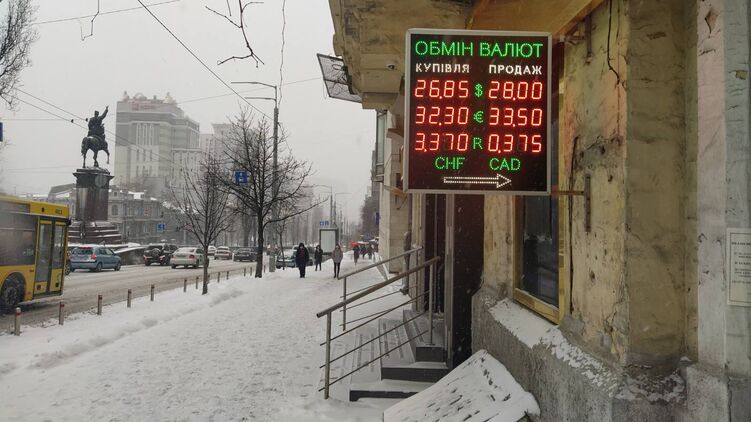 ОБМІН ВАЛЮТ
КУПІВЛЯ ПРОДАЖ
26.85 $ 28.00
32.30 € 33.50
3.370 R 0.375
CHF CAD